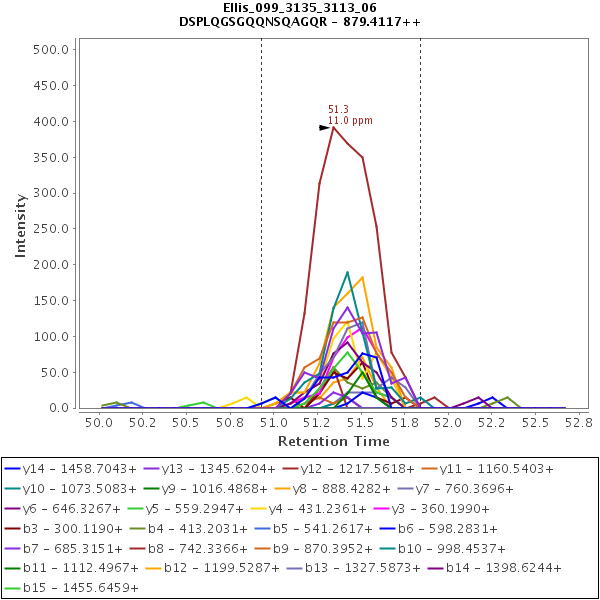 Ellis_099_3135_3113_06
DSPLQGSGQQNSQAGQR - 879.4117++
Intensity
500.0
450.0
400.0
350.0
300.0
250.0
200.0
150.0
100.0
50.0
0.0
51.3
11.0 ppm
50.0 50.2 50.5 50.8 51.0 51.2 51.5 51.8 52.0 52.2 52.5 52.8
Retention Time
y14 - 1458.7043+ y13 - 1345.6204+ y12 - 1217.5618+ y11 - 1160.5403+
y10 - 1073.5083+ y9 - 1016.4868+ y8 - 888.4282+ y7 - 760.3696+
y6 - 646.3267+ y5 - 559.2947+ y4 - 431.2361+ y3 - 360.1990+
b3 - 300.1190+ b4 - 413.2031+ b5 - 541.2617+ b6 - 598.2831+
b7 - 685.3151+ b8 - 742.3366+ b9 - 870.3952+ b10 - 998.4537+
b11 - 1112.4967+ b12 - 1199.5287+ b13 - 1327.5873+ b14 - 1398.6244+
b15 - 1455.6459+